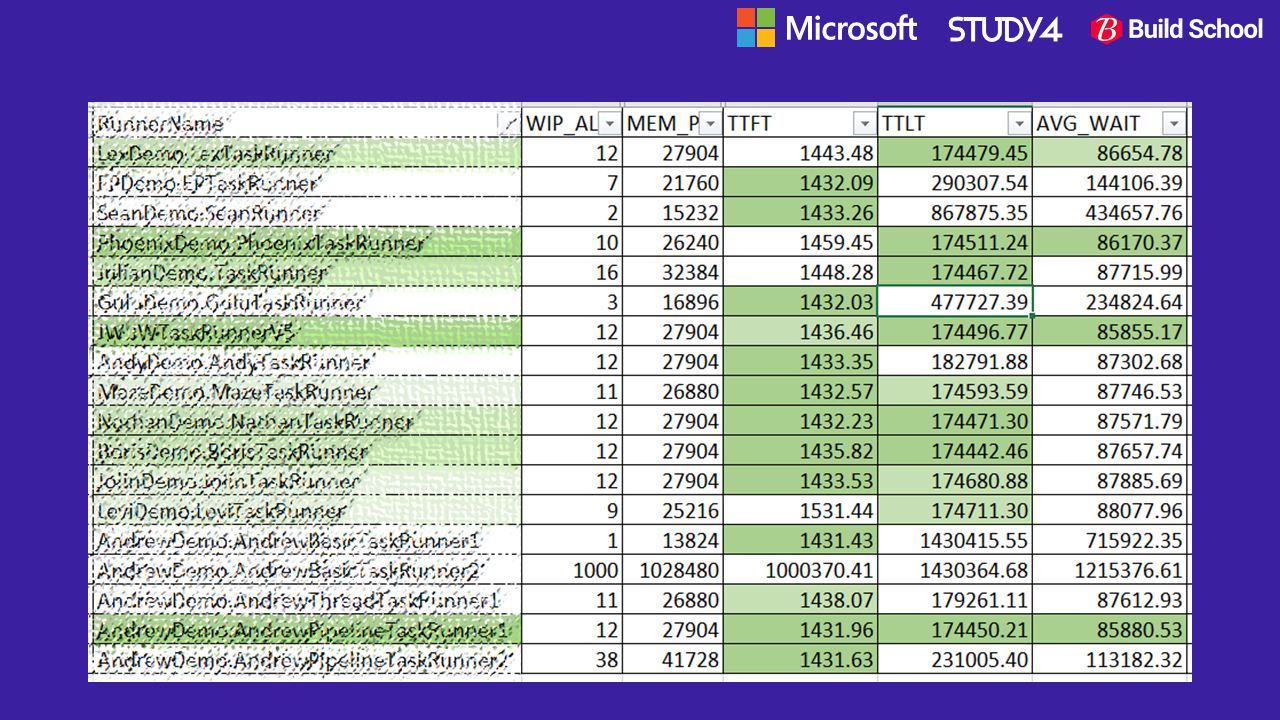 Microsoft STUDY4 Build School
RunnerName WIP_AL MEM_P TTFT TTLT AVG_WAIT
LexDemo.LexTaskRunner 12 27904 1443.48 174479.45 86654.78
EPDemo.EPTaskRunner 7 21760 1432.09 290307.54 144106.39
SeanDemo.SeanRunner 2 15232 1433.26 867875.35 434657.76
PhoenixDemo.PhoenixTaskRunner 10 26240 1459.45 174511.24 86170.37
JulianDemo.TaskRunner 16 32384 1448.28 174467.72 87715.99
GuluDemo.GuluTaskRunner 3 16896 1432.03 477727.39 234824.64
JW.JWTaskRunnerV5 12 27904 1436.46 174496.77 85855.17
AndyDemo.AndyTaskRunner 12 27904 1433.35 182791.88 87302.68
MazeDemo.MazeTaskRunner 11 26880 1432.57 174593.59 87746.53
NathanDemo.NathanTaskRunner 12 27904 1432.23 174471.30 87571.79
BorisDemo.BorisTaskRunner 12 27904 1435.82 174442.46 87657.74
JolinDemo.JolinTaskRunner 12 27904 1433.53 174680.88 87885.69
LeviDemo.LeviTaskRunner 9 25216 1531.44 174711.30 88077.96
AndrewDemo.AndrewBasicTaskRunner1 1 13824 1431.43 1430415.55 715922.35
AndrewDemo.AndrewBasicTaskRunner2 1000 1028480 1000370.41 1430364.68 1215376.61
AndrewDemo.AndrewThreadTaskRunner1 11 26880 1438.07 179261.11 87612.93
AndrewDemo.AndrewPipelineTaskRunner1 12 27904 1431.96 174450.21 85880.53
AndrewDemo.AndrewPipelineTaskRunner2 38 41728 1431.63 231005.40 113182.32